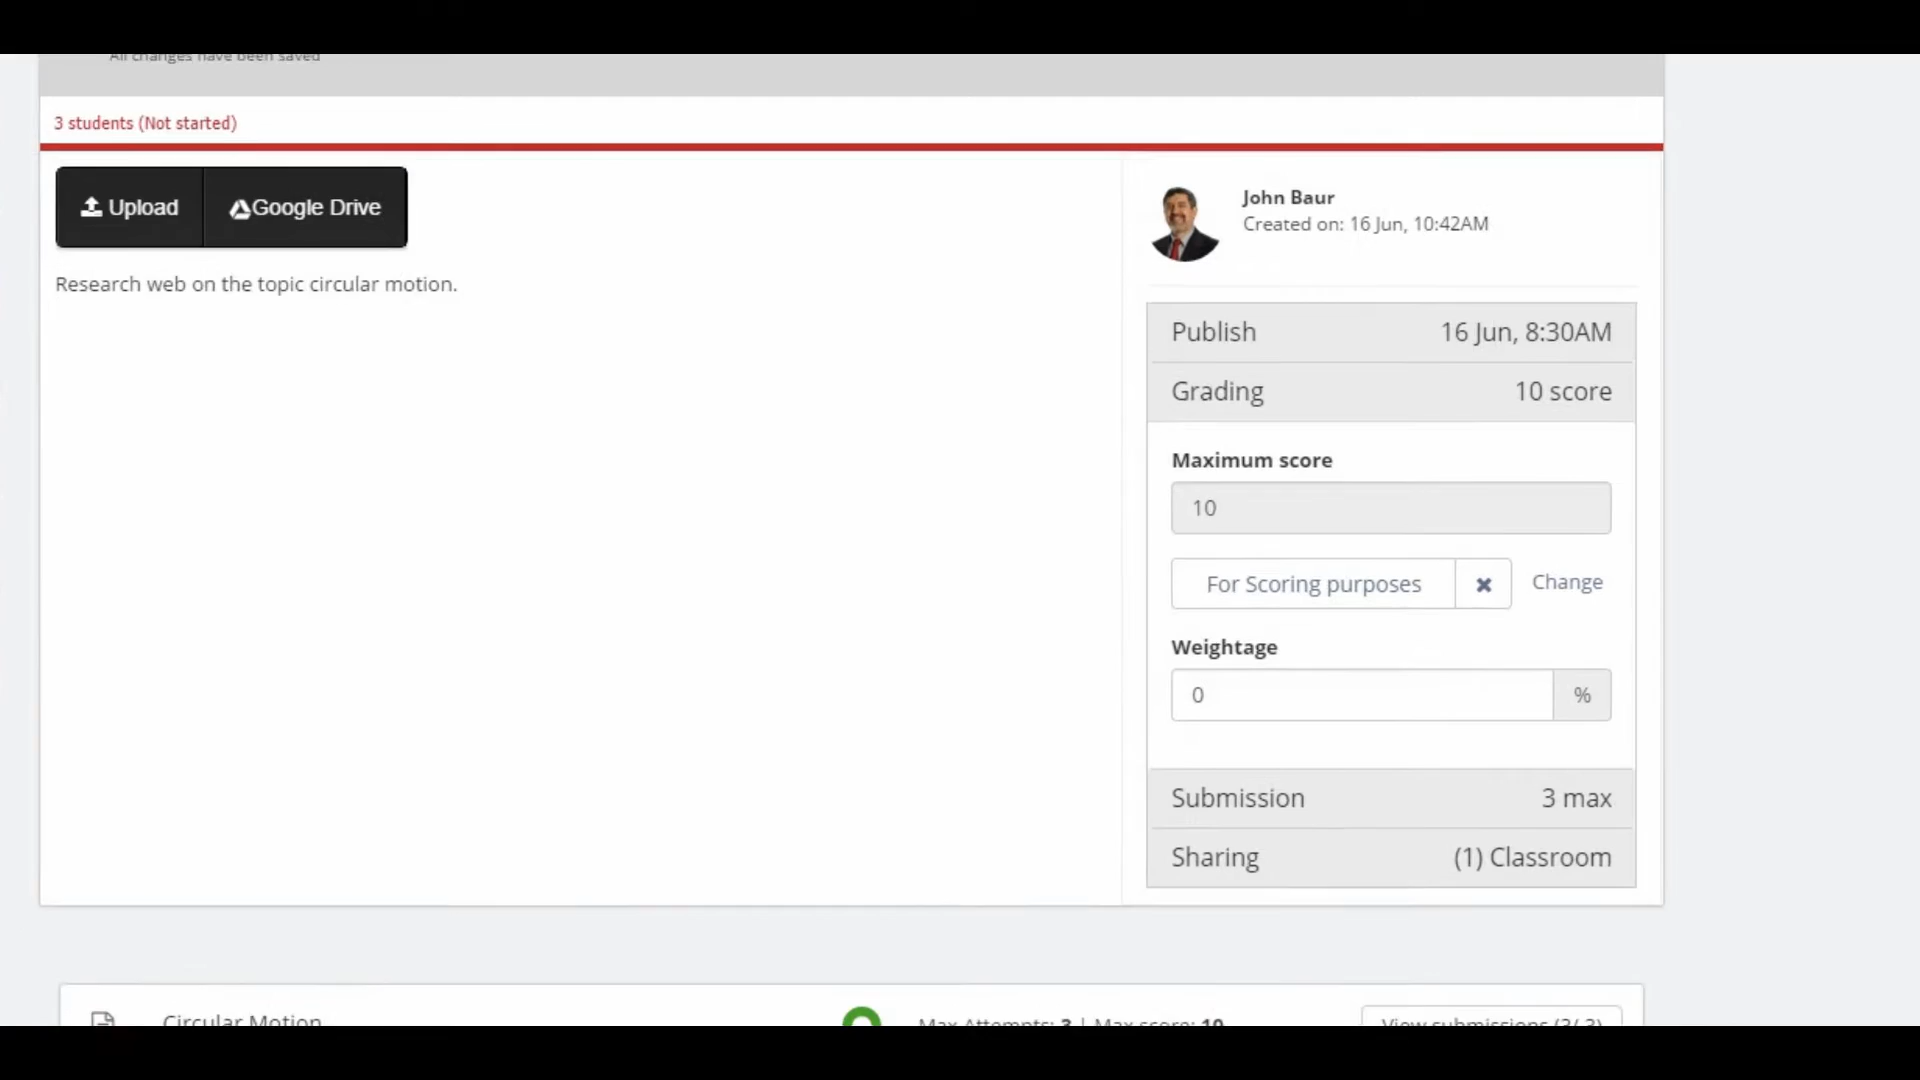 All changes have been saved
3 students (Not started)
Upload
Google Drive
Research web on the topic circular motion.
John Baur
Created on: 16 Jun, 10:42AM
Publish 16 Jun, 8:30AM
Grading 10 score
Maximum score
10
For Scoring purposes Change
Weightage
0 %
Submission 3 max
Sharing (1) Classroom
Circular Motion Max Attempts: 3 | Max score: 10 View submissions (3/ 3)